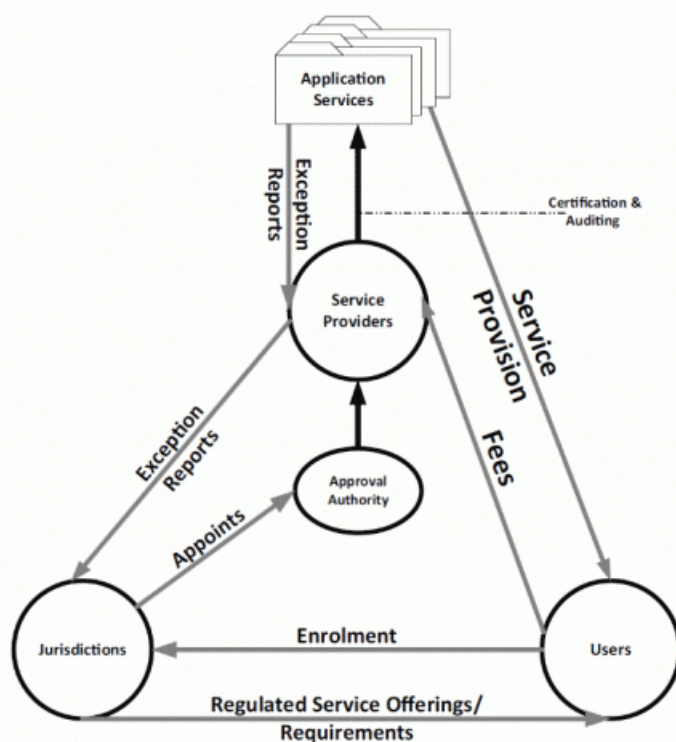 Application
Services
Exception
Reports
Certification &
Auditing
Service
Providers
Service
Provision
Exception
Reports
Fees
Approval
Authority
Appoints
Jurisdictions
Enrolment
Users
Regulated Service Offerings/
Requirements